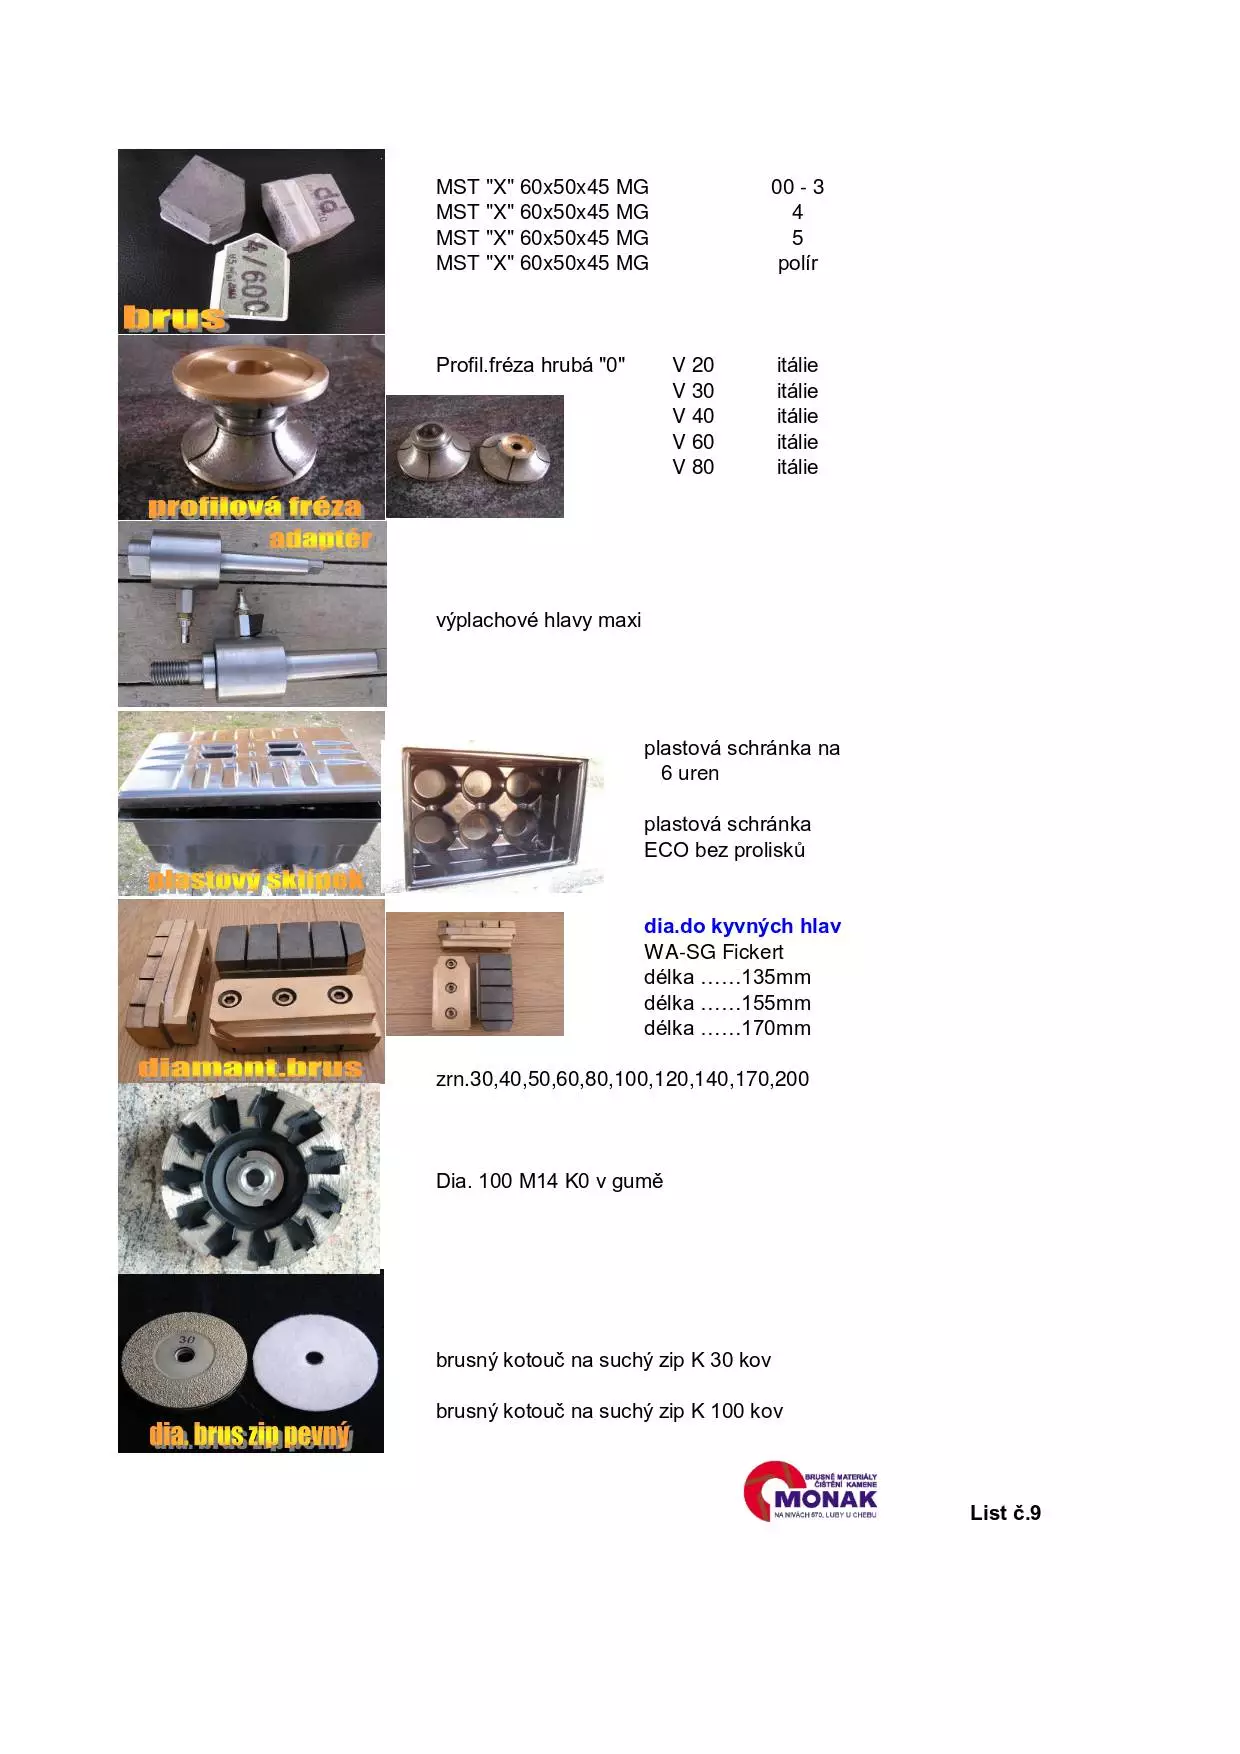 MST "X" 60x50x45 MG 00 - 3
MST "X" 60x50x45 MG 4
MST "X" 60x50x45 MG 5
MST "X" 60x50x45 MG polír
4/600
brus
Profil.fréza hrubá "0" V 20 itálie
V 30 itálie
V 40 itálie
V 60 itálie
V 80 itálie
profilová fréza
adaptér
výplachové hlavy maxi
plastová schránka na
6 uren
plastová schránka
ECO bez prolisků
plastový sklípek
dia.do kyvných hlav
WA-SG Fickert
délka ......135mm
délka ......155mm
délka ......170mm
diamant.brus
zrn.30,40,50,60,80,100,120,140,170,200
Dia. 100 M14 K0 v gumě
30
brusný kotouč na suchý zip K 30 kov
brusný kotouč na suchý zip K 100 kov
dia. brus zip pevný
BRUSNÉ MATERIÁLY
ČIŠTĚNÍ KAMENE
MONAK
NA NIVÁCH 670, LUBY U CHEBU
List č.9